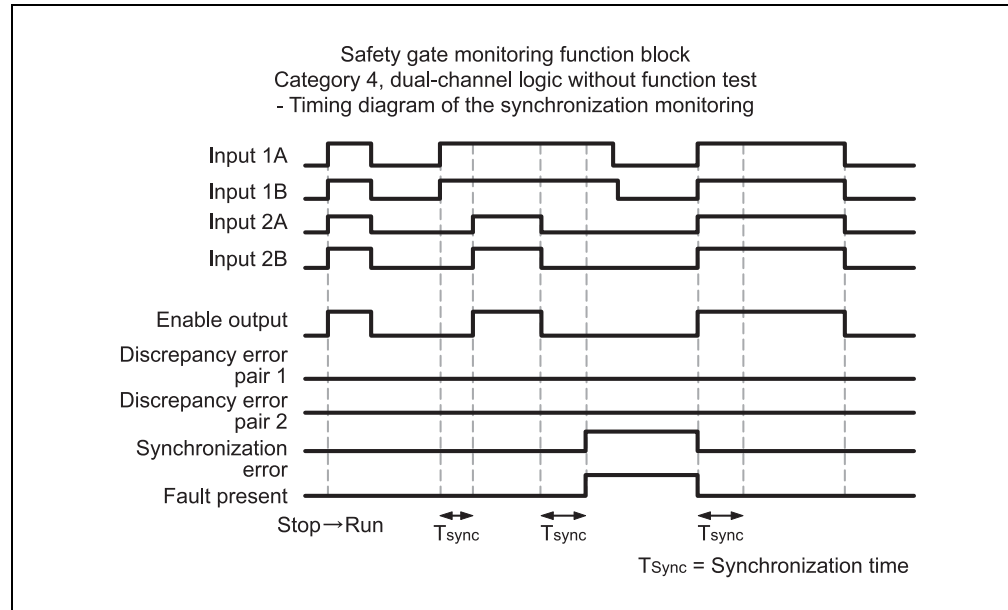 Safety gate monitoring function block
Category 4, dual-channel logic without function test
- Timing diagram of the synchronization monitoring
Input 1A
Input 1B
Input 2A
Input 2B
Enable output
Discrepancy error
pair 1
Discrepancy error
pair 2
Synchronization
error
Fault present
Stop→Run
Tsync
Tsync
Tsync
TSync = Synchronization time